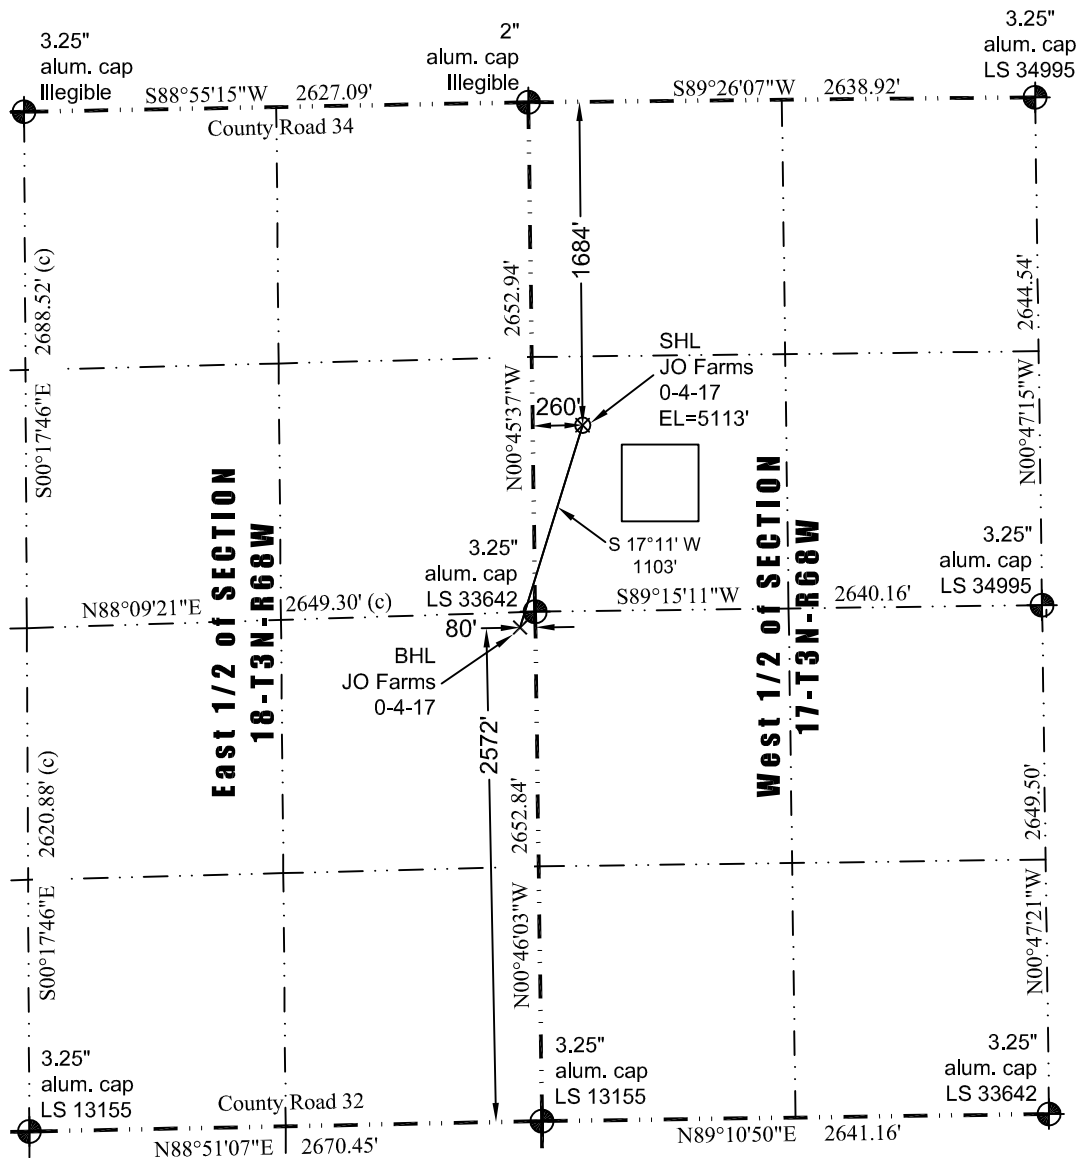 3.25"
alum. cap
Illegible
2"
alum. cap
Illegible
3.25"
alum. cap
LS 34995
S88°55'15"W 2627.09'
S89°26'07"W 2638.92'
County Road 34
1684'
2688.52' (c)
S00°17'46"E
2652.94'
N00°45'37"W
2644.54'
N00°47'15"W
SHL
JO Farms
0-4-17
EL=5113'
260'
East 1/2 of SECTION
18-T3N-R68W
West 1/2 of SECTION
17-T3N-R68W
S 17°11' W
1103'
3.25"
alum. cap
LS 33642
3.25"
alum. cap
LS 34995
N88°09'21"E 2649.30' (c)
S89°15'11"W 2640.16'
80'
BHL
JO Farms
0-4-17
2572'
2620.88' (c)
S00°17'46"E
2652.84'
N00°46'03"W
2649.50'
N00°47'21"W
3.25"
alum. cap
LS 13155
3.25"
alum. cap
LS 13155
3.25"
alum. cap
LS 33642
County Road 32
N88°51'07"E 2670.45'
N89°10'50"E 2641.16'